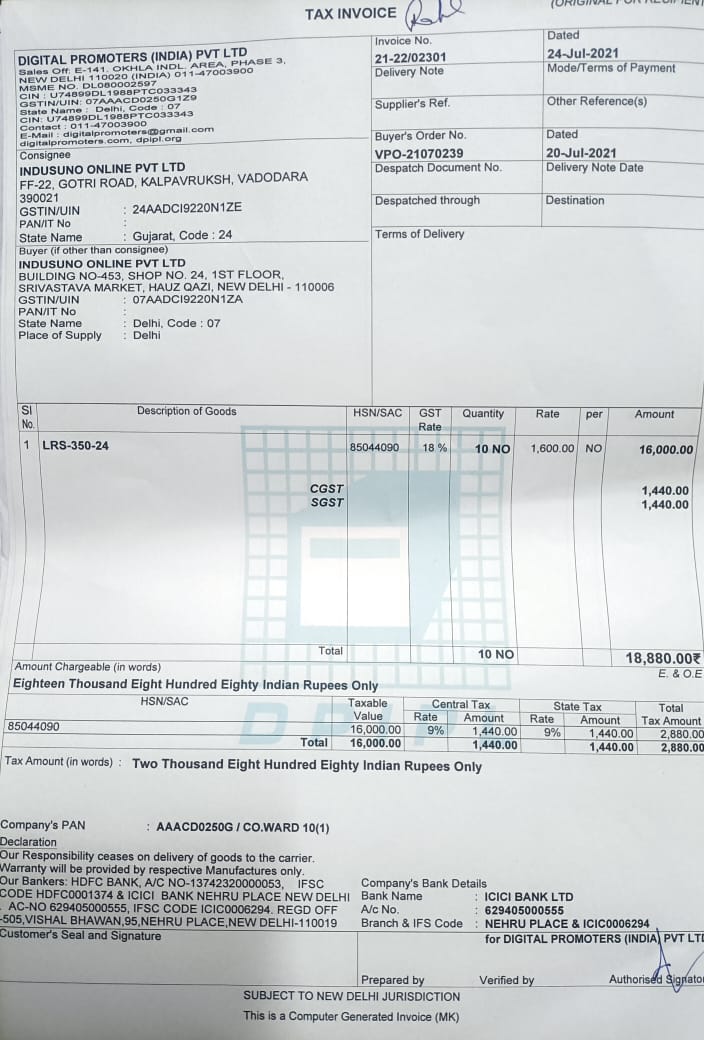 TAX INVOICE
(ORIGINAL FOR RECIPIENT
DIGITAL PROMOTERS (INDIA) PVT LTD
Sales Off: E-141, OKHLA INDL. AREA, PHASE 3,
NEW DELHI 110020 (INDIA) 011-47003900
MSME NO. DL080002597
CIN : U74899DL1988PTC033343
GSTIN/UIN: 07AAACD0250G1Z9
State Name : Delhi, Code : 07
CIN: U74899DL1988PTC033343
Contact : 011-47003900
E-Mail : digitalpromoters@gmail.com
digitalpromoters.com, dpipl.org
Invoice No.
21-22/02301
Dated
24-Jul-2021
Delivery Note
Mode/Terms of Payment
Supplier's Ref.
Other Reference(s)
Buyer's Order No.
VPO-21070239
Dated
20-Jul-2021
Despatch Document No.
Delivery Note Date
Despatched through
Destination
Terms of Delivery
Consignee
INDUSUNO ONLINE PVT LTD
FF-22, GOTRI ROAD, KALPAVRUKSH, VADODARA
390021
GSTIN/UIN : 24AADCI9220N1ZE
PAN/IT No :
State Name : Gujarat, Code : 24
Buyer (if other than consignee)
INDUSUNO ONLINE PVT LTD
BUILDING NO-453, SHOP NO. 24, 1ST FLOOR,
SRIVASTAVA MARKET, HAUZ QAZI, NEW DELHI - 110006
GSTIN/UIN : 07AADCI9220N1ZA
PAN/IT No :
State Name : Delhi, Code : 07
Place of Supply : Delhi
Sl No. Description of Goods HSN/SAC GST Rate Quantity Rate per Amount
1 LRS-350-24 85044090 18 % 10 NO 1,600.00 NO 16,000.00
CGST 1,440.00
SGST 1,440.00
Total 10 NO 18,880.00₹
Amount Chargeable (in words) E. & O.E
Eighteen Thousand Eight Hundred Eighty Indian Rupees Only
HSN/SAC Taxable Value Central Tax State Tax Total Tax Amount
Rate Amount Rate Amount
85044090 16,000.00 9% 1,440.00 9% 1,440.00 2,880.00
Total 16,000.00 1,440.00 1,440.00 2,880.00
DPIPL
Tax Amount (in words) : Two Thousand Eight Hundred Eighty Indian Rupees Only
Company's PAN : AAACD0250G / CO.WARD 10(1)
Declaration
Our Responsibility ceases on delivery of goods to the carrier.
Warranty will be provided by respective Manufactures only.
Our Bankers: HDFC BANK, A/C NO-13742320000053, IFSC
CODE HDFC0001374 & ICICI BANK NEHRU PLACE NEW DELHI
AC-NO 629405000555, IFSC CODE ICIC0006294. REGD OFF
-505,VISHAL BHAWAN,95,NEHRU PLACE,NEW DELHI-110019
Company's Bank Details
Bank Name : ICICI BANK LTD
A/c No. : 629405000555
Branch & IFS Code : NEHRU PLACE & ICIC0006294
Customer's Seal and Signature
for DIGITAL PROMOTERS (INDIA) PVT LTD
Prepared by Verified by Authorised Signato
SUBJECT TO NEW DELHI JURISDICTION
This is a Computer Generated Invoice (MK)